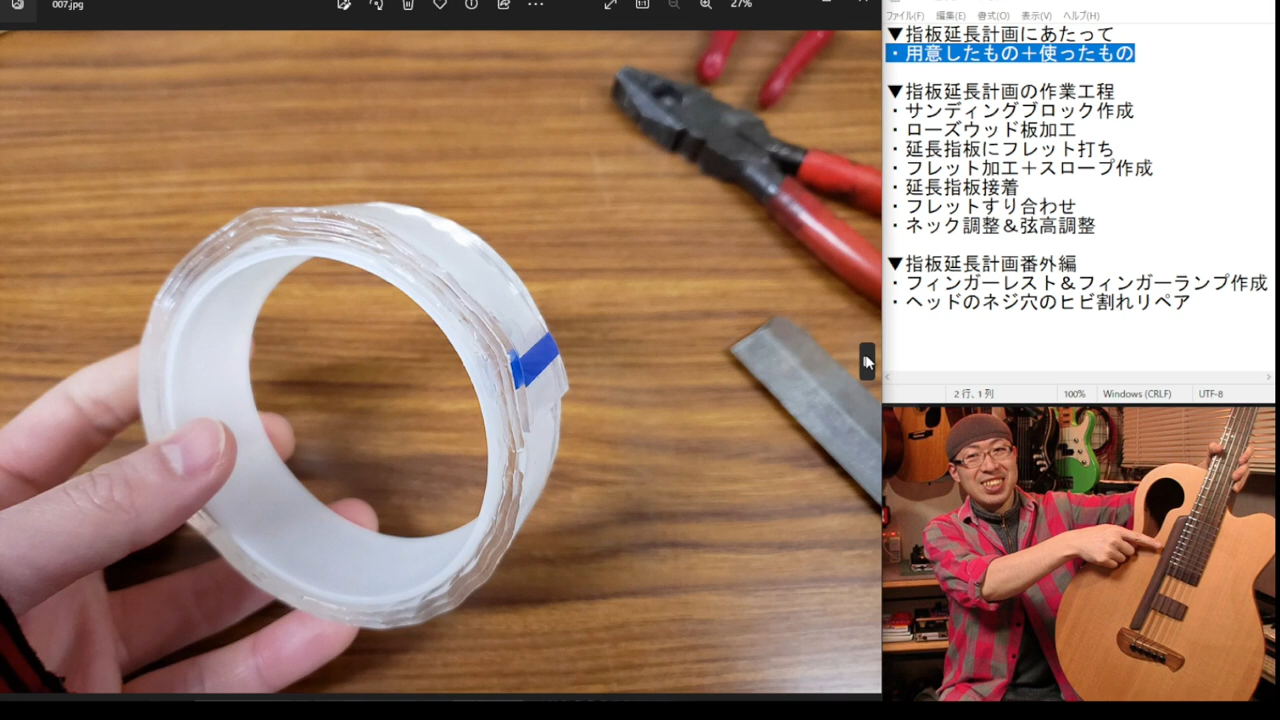 007.jpg
27%
ファイル(F) 編集(E) 書式(O) 表示(V) ヘルプ(H)
▼指板延長計画にあたって
・用意したもの＋使ったもの
▼指板延長計画の作業工程
・サンディングブロック作成
・ローズウッド板加工
・延長指板にフレット打ち
・フレット加工＋スロープ作成
・延長指板接着
・フレットすり合わせ
・ネック調整＆弦高調整
▼指板延長計画番外編
・フィンガーレスト＆フィンガーランプ作成
・ヘッドのネジ穴のヒビ割れリペア
2 行、1 列
100%
Windows (CRLF)
UTF-8